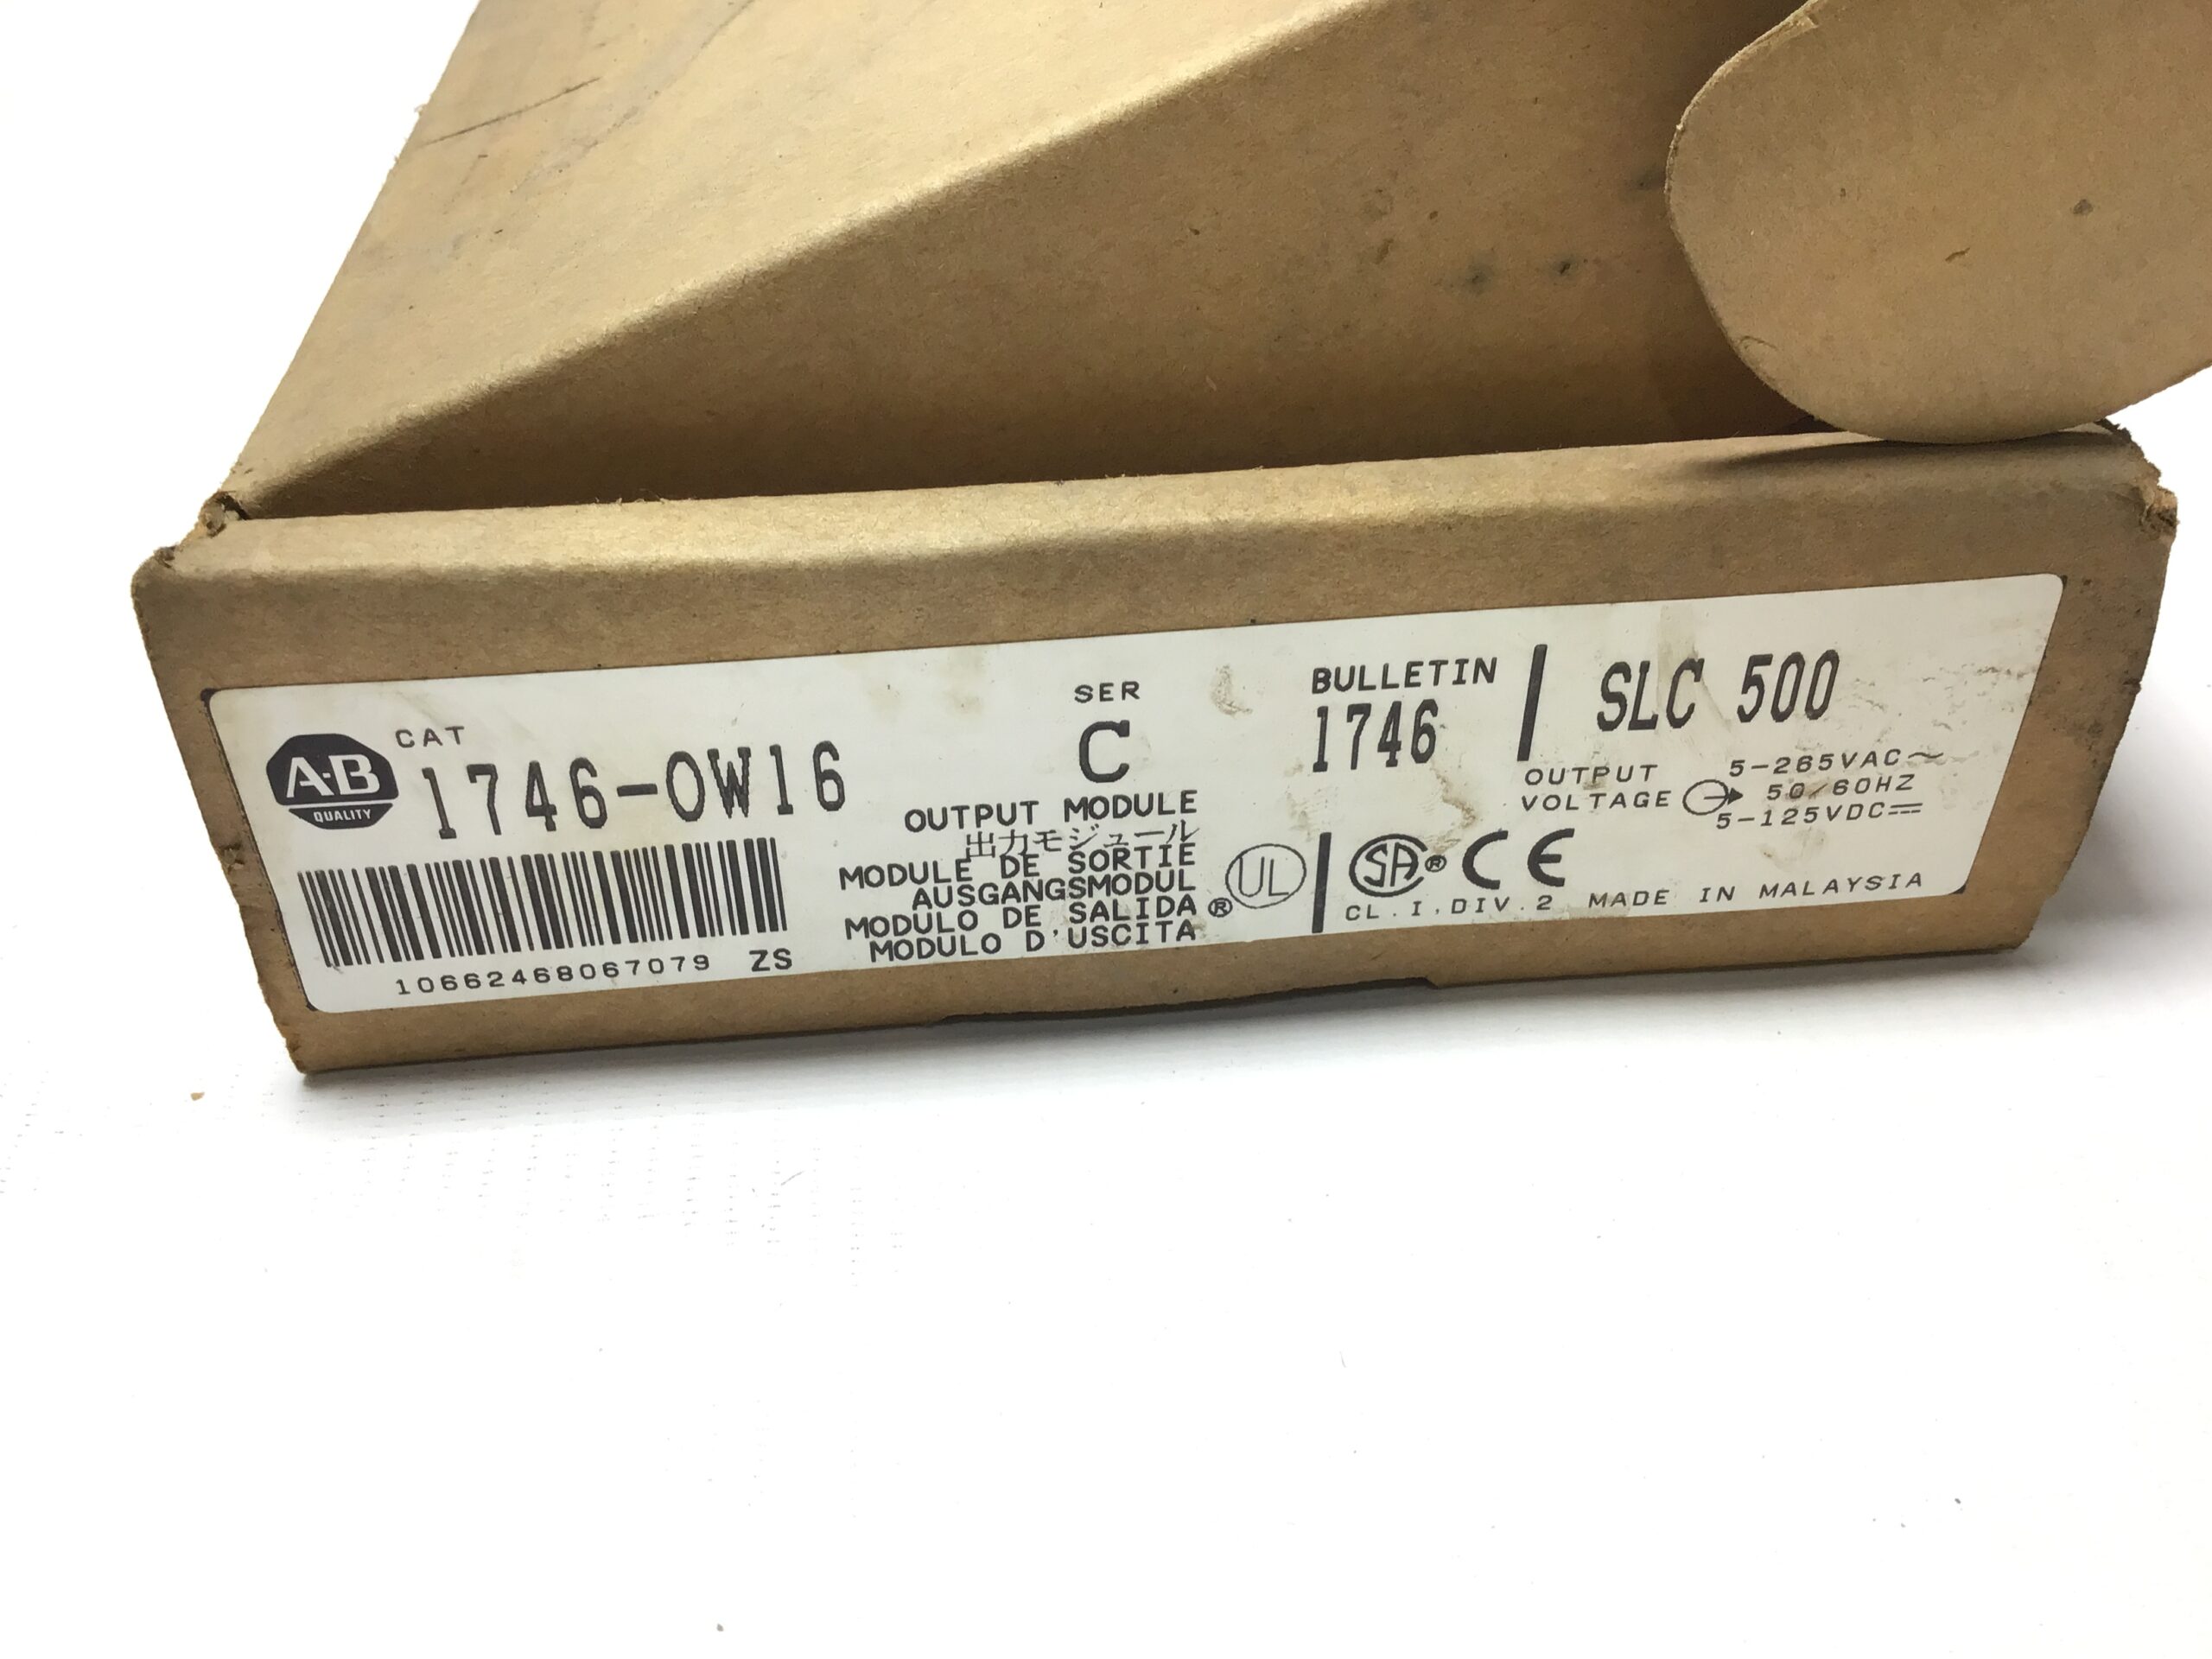 A-B
QUALITY
CAT
1746-OW16
10662468067079 ZS
SER
C
OUTPUT MODULE
出力モジュール
MODULE DE SORTIE
AUSGANGSMODUL
MODULO DE SALIDA
MODULO D'USCITA
® UL
BULLETIN
1746
SLC 500
OUTPUT
VOLTAGE
5-265VAC~
50/60HZ
5-125VDC⎓
SA® CE
CL.I,DIV.2 MADE IN MALAYSIA